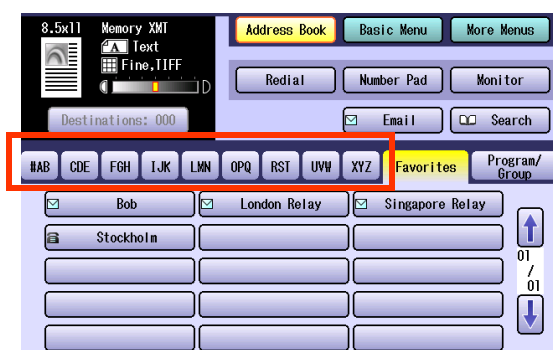 8.5x11 Memory XMT Address Book Basic Menu More Menus
A Text
Fine,TIFF
D
Redial Number Pad Monitor
Destinations: 000 Email Search
#AB CDE FGH IJK LMN OPQ RST UVW XYZ Favorites Program/
Group
Bob London Relay Singapore Relay
Stockholm
01
/
01